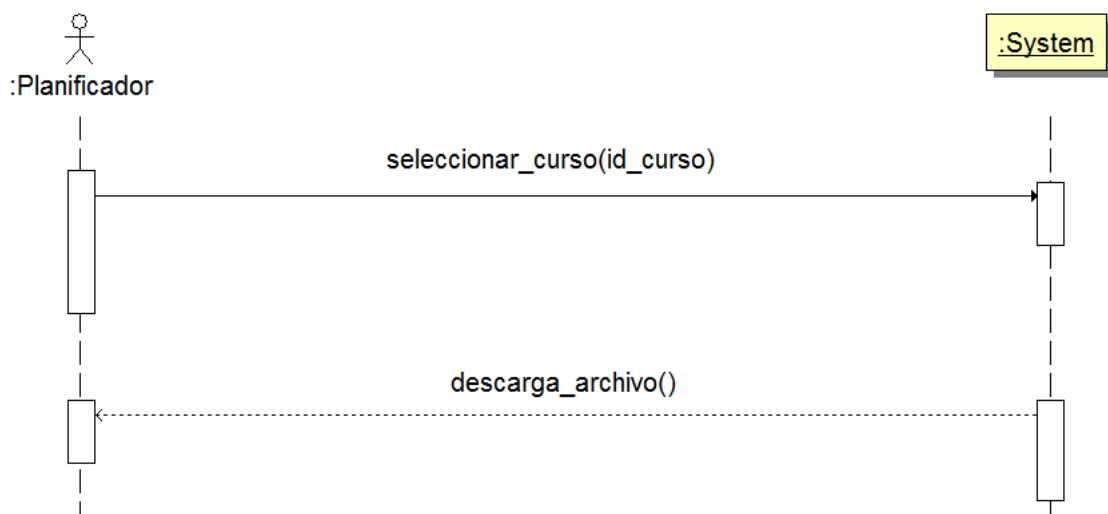 :System
:Planificador
seleccionar_curso(id_curso)
descarga_archivo()